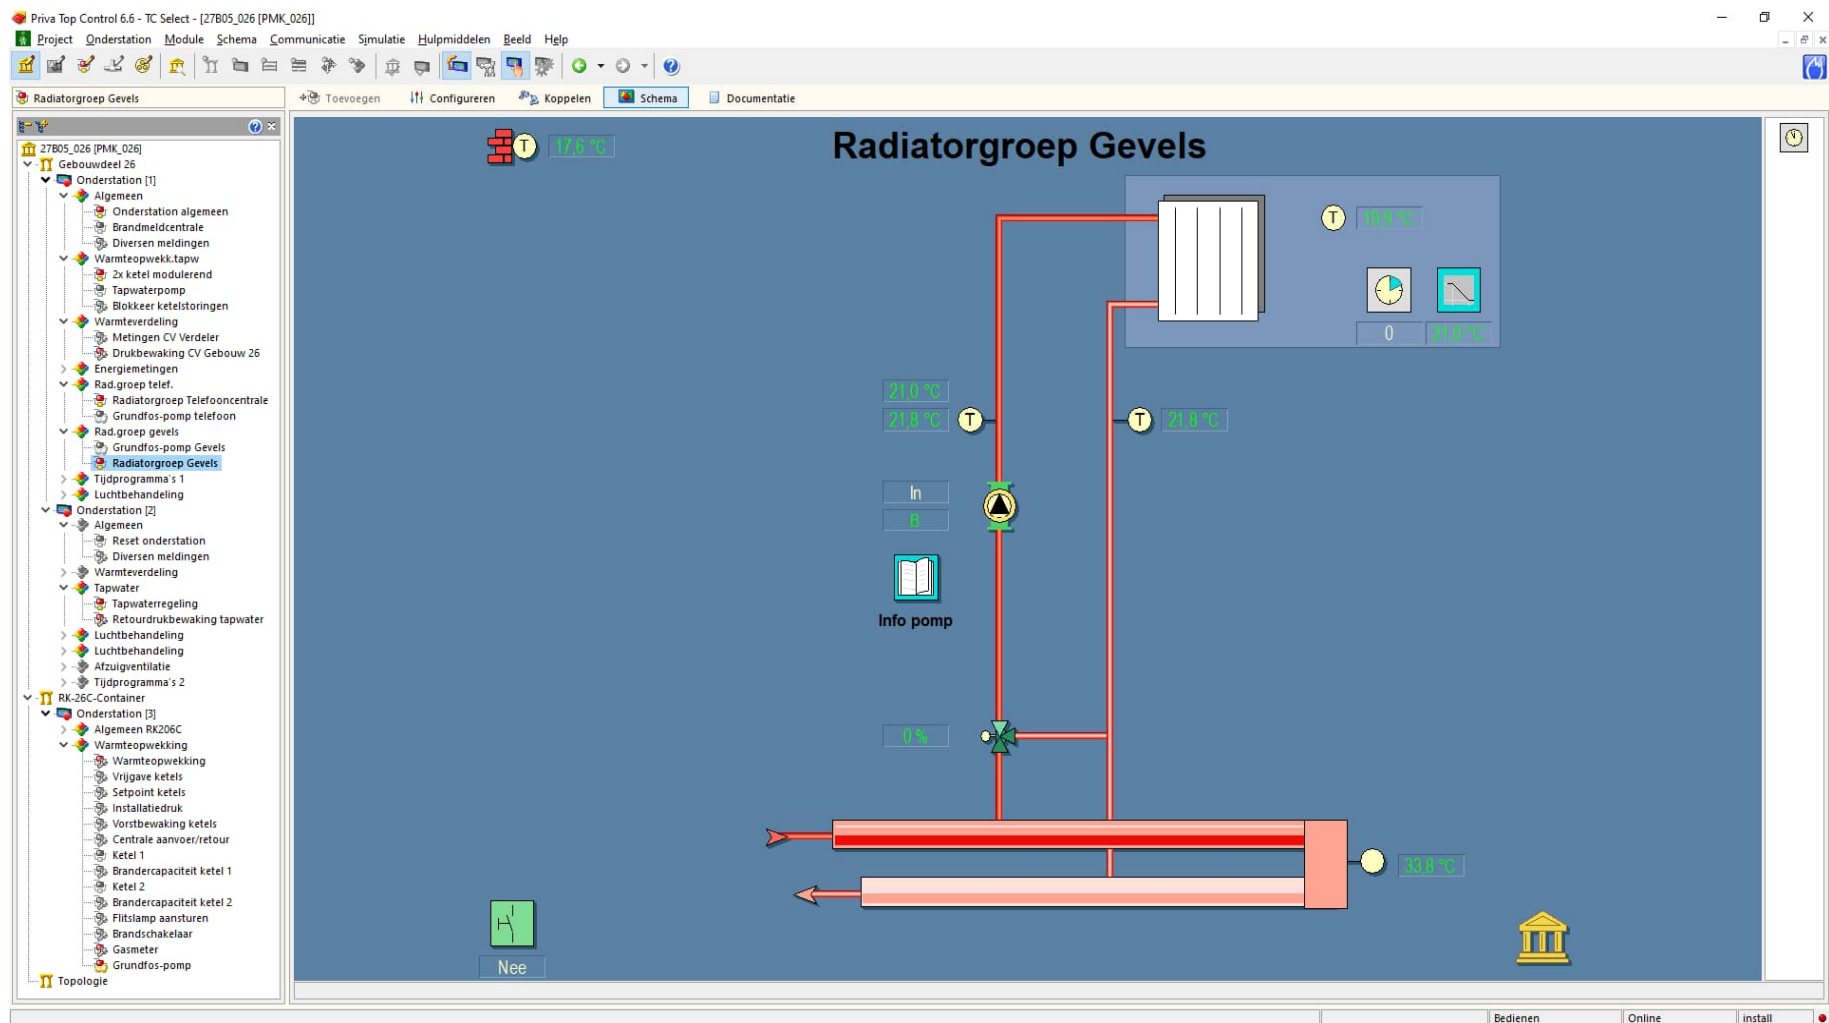 Priva Top Control 6.6 - TC Select - [27B05_026 [PMK_026]]
Project Onderstation Module Schema Communicatie Simulatie Hulpmiddelen Beeld Help
Radiatorgroep Gevels
Toevoegen Configureren Koppelen Schema Documentatie
27B05_026 [PMK_026]
Gebouwdeel 26
Onderstation [1]
Algemeen
Onderstation algemeen
Brandmeldcentrale
Diversen meldingen
Warmteopwekk.tapw
2x ketel modulerend
Tapwaterpomp
Blokkeer ketelstoringen
Warmteverdeling
Metingen CV Verdeler
Drukbewaking CV Gebouw 26
Energiemetingen
Rad.groep telef.
Radiatorgroep Telefooncentrale
Grundfos-pomp telefoon
Rad.groep gevels
Grundfos-pomp Gevels
Radiatorgroep Gevels
Tijdprogramma's 1
Luchtbehandeling
Onderstation [2]
Algemeen
Reset onderstation
Diversen meldingen
Warmteverdeling
Tapwater
Tapwaterregeling
Retourdrukbewaking tapwater
Luchtbehandeling
Luchtbehandeling
Afzuigventilatie
Tijdprogramma's 2
RK-26C-Container
Onderstation [3]
Algemeen RK206C
Warmteopwekking
Warmteopwekking
Vrijgave ketels
Setpoint ketels
Installatiedruk
Vorstbewaking ketels
Centrale aanvoer/retour
Ketel 1
Brandercapaciteit ketel 1
Ketel 2
Brandercapaciteit ketel 2
Flitslamp aansturen
Brandschakelaar
Gasmeter
Grundfos-pomp
Topologie
T 17,6 °C
Radiatorgroep Gevels
T 19,9 °C
0 21,0 °C
21,0 °C
21,8 °C T
T 21,8 °C
In
B
Info pomp
0 %
33,8 °C
Nee
Bedienen Online install